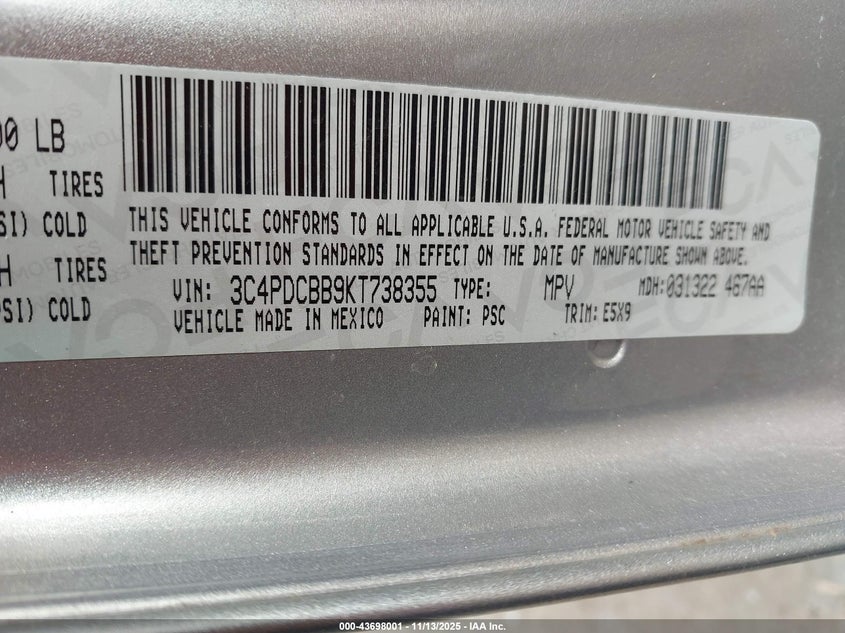 00 LB
TIRES
SI) COLD
THIS VEHICLE CONFORMS TO ALL APPLICABLE U.S.A. FEDERAL MOTOR VEHICLE SAFETY AND
THEFT PREVENTION STANDARDS IN EFFECT ON THE DATE OF MANUFACTURE SHOWN ABOVE.
H TIRES
PSI) COLD
VIN: 3C4PDCBB9KT738355 TYPE: MPV MDH:031322 467AA
VEHICLE MADE IN MEXICO PAINT: PSC TRIM: E5X9
000-43698001 - 11/13/2025 - IAA Inc.